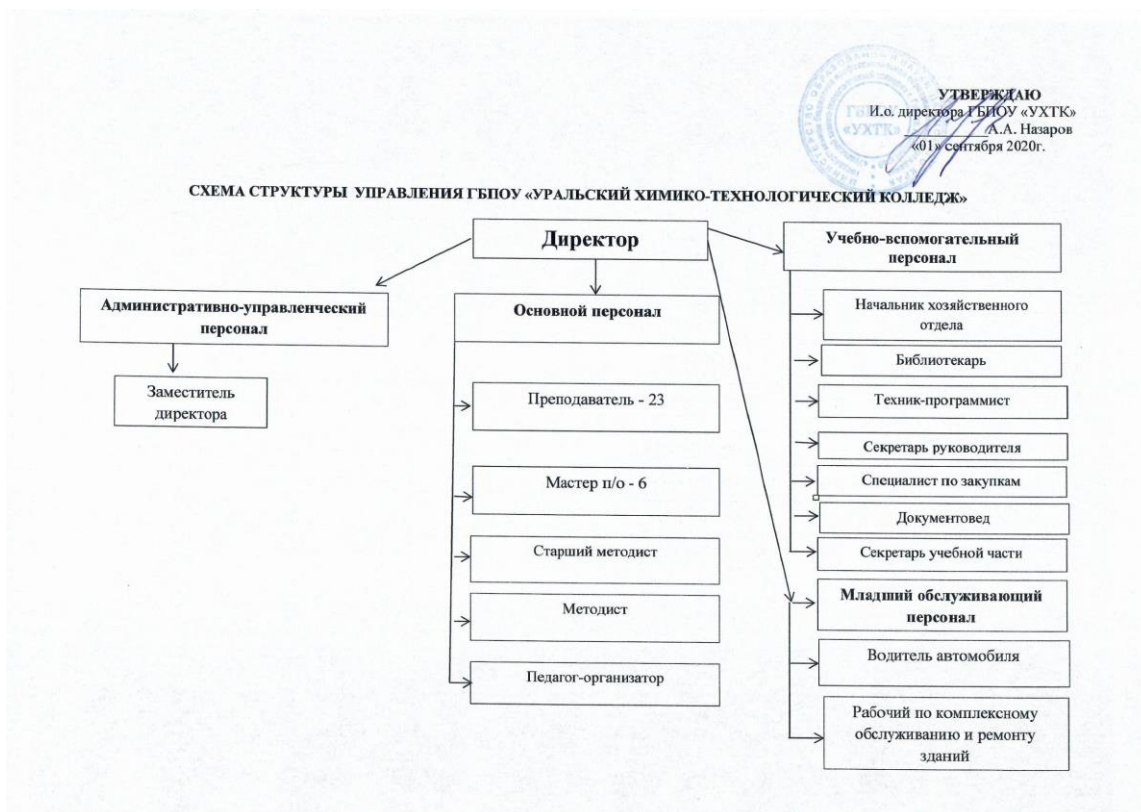 УТВЕРЖДАЮ
И.о. директора ГБПОУ «УХТК»
А.А. Назаров
«01» сентября 2020г.
ГБПОУ
«УХТК»
СХЕМА СТРУКТУРЫ УПРАВЛЕНИЯ ГБПОУ «УРАЛЬСКИЙ ХИМИКО-ТЕХНОЛОГИЧЕСКИЙ КОЛЛЕДЖ»
Директор
Административно-управленческий
персонал
Заместитель
директора
Основной персонал
Преподаватель - 23
Мастер п/о - 6
Старший методист
Методист
Педагог-организатор
Учебно-вспомогательный
персонал
Начальник хозяйственного
отдела
Библиотекарь
Техник-программист
Секретарь руководителя
Специалист по закупкам
Документовед
Секретарь учебной части
Младший обслуживающий
персонал
Водитель автомобиля
Рабочий по комплексному
обслуживанию и ремонту
зданий